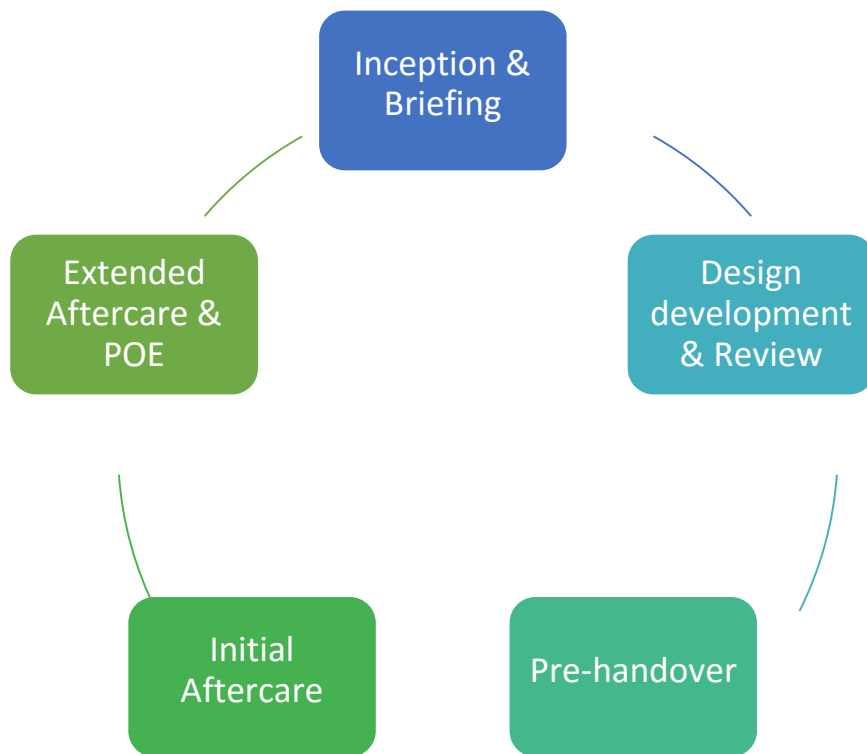 Inception &
Briefing
Design
development
& Review
Pre-handover
Initial
Aftercare
Extended
Aftercare &
POE